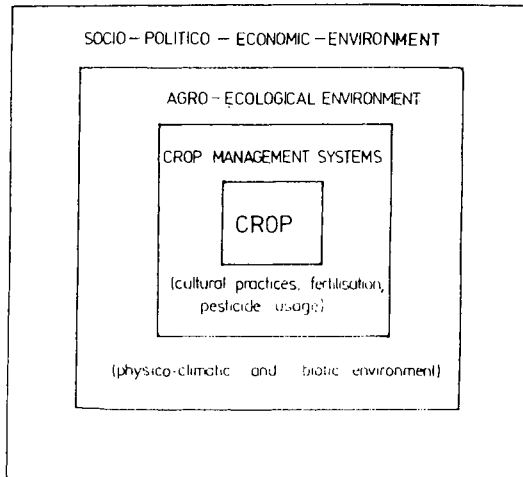 SOCIO – POLITICO – ECONOMIC – ENVIRONMENT
AGRO – ECOLOGICAL ENVIRONMENT
CROP MANAGEMENT SYSTEMS
CROP
(cultural practices, fertilisation,
pesticide usage)
(physico-climatic and biotic environment)